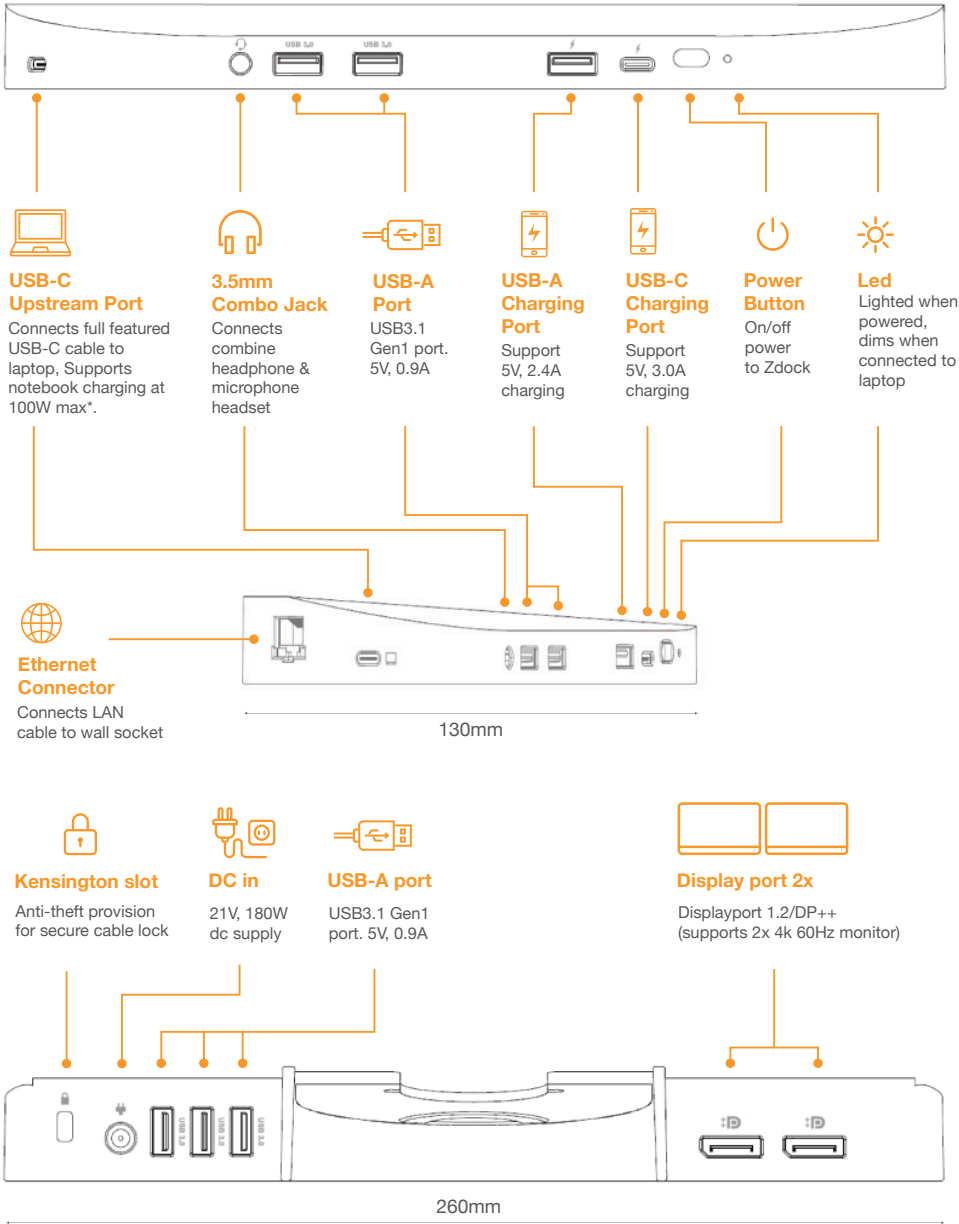 USB 3,0
USB 3,0
USB-C
Upstream Port
Connects full featured
USB-C cable to
laptop, Supports
notebook charging at
100W max*.
3.5mm
Combo Jack
Connects
combine
headphone &
microphone
headset
USB-A
Port
USB3.1
Gen1 port.
5V, 0.9A
USB-A
Charging
Port
Support
5V, 2.4A
charging
USB-C
Charging
Port
Support
5V, 3.0A
charging
Power
Button
On/off
power
to Zdock
Led
Lighted when
powered,
dims when
connected to
laptop
Ethernet
Connector
Connects LAN
cable to wall socket
130mm
Kensington slot
Anti-theft provision
for secure cable lock
DC in
21V, 180W
dc supply
USB-A port
USB3.1 Gen1
port. 5V, 0.9A
Display port 2x
Displayport 1.2/DP++
(supports 2x 4k 60Hz monitor)
USB 3.0
USB 3.0
USB 3.0
260mm